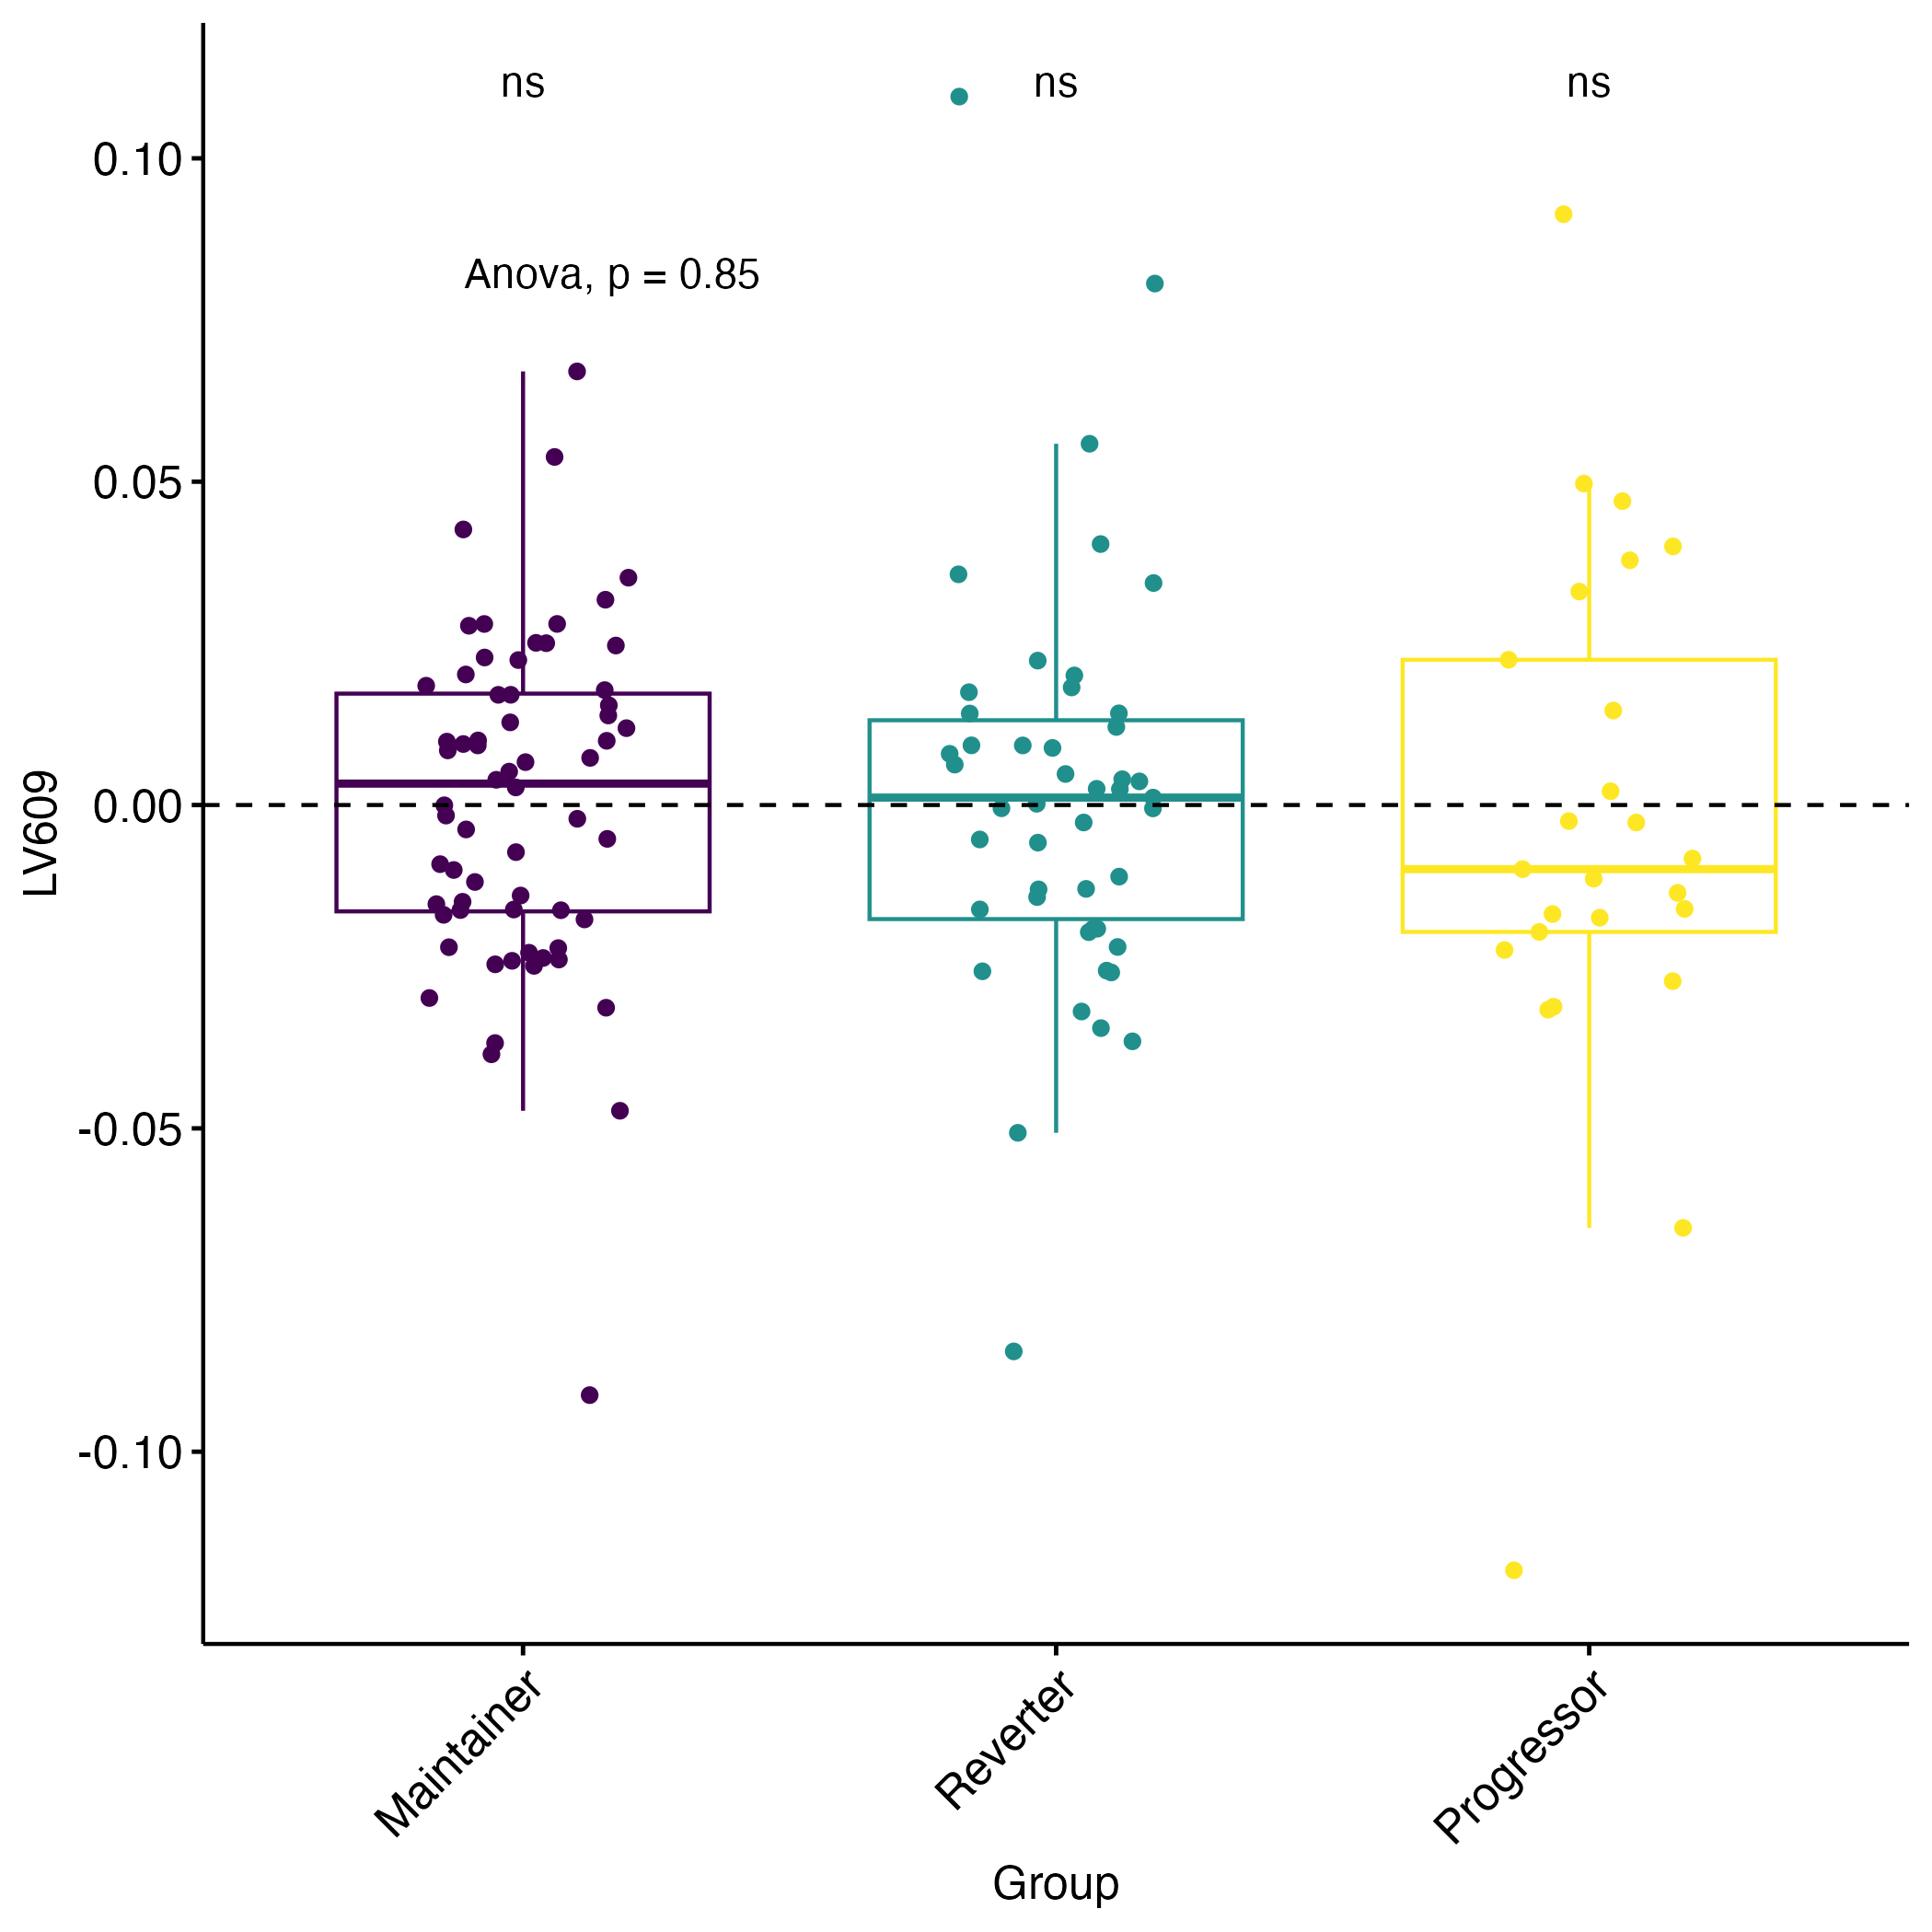 ns ns ns
Anova, p = 0.85
0.10
0.05
0.00
-0.05
-0.10
LV609
Maintainer
Reverter
Progressor
Group